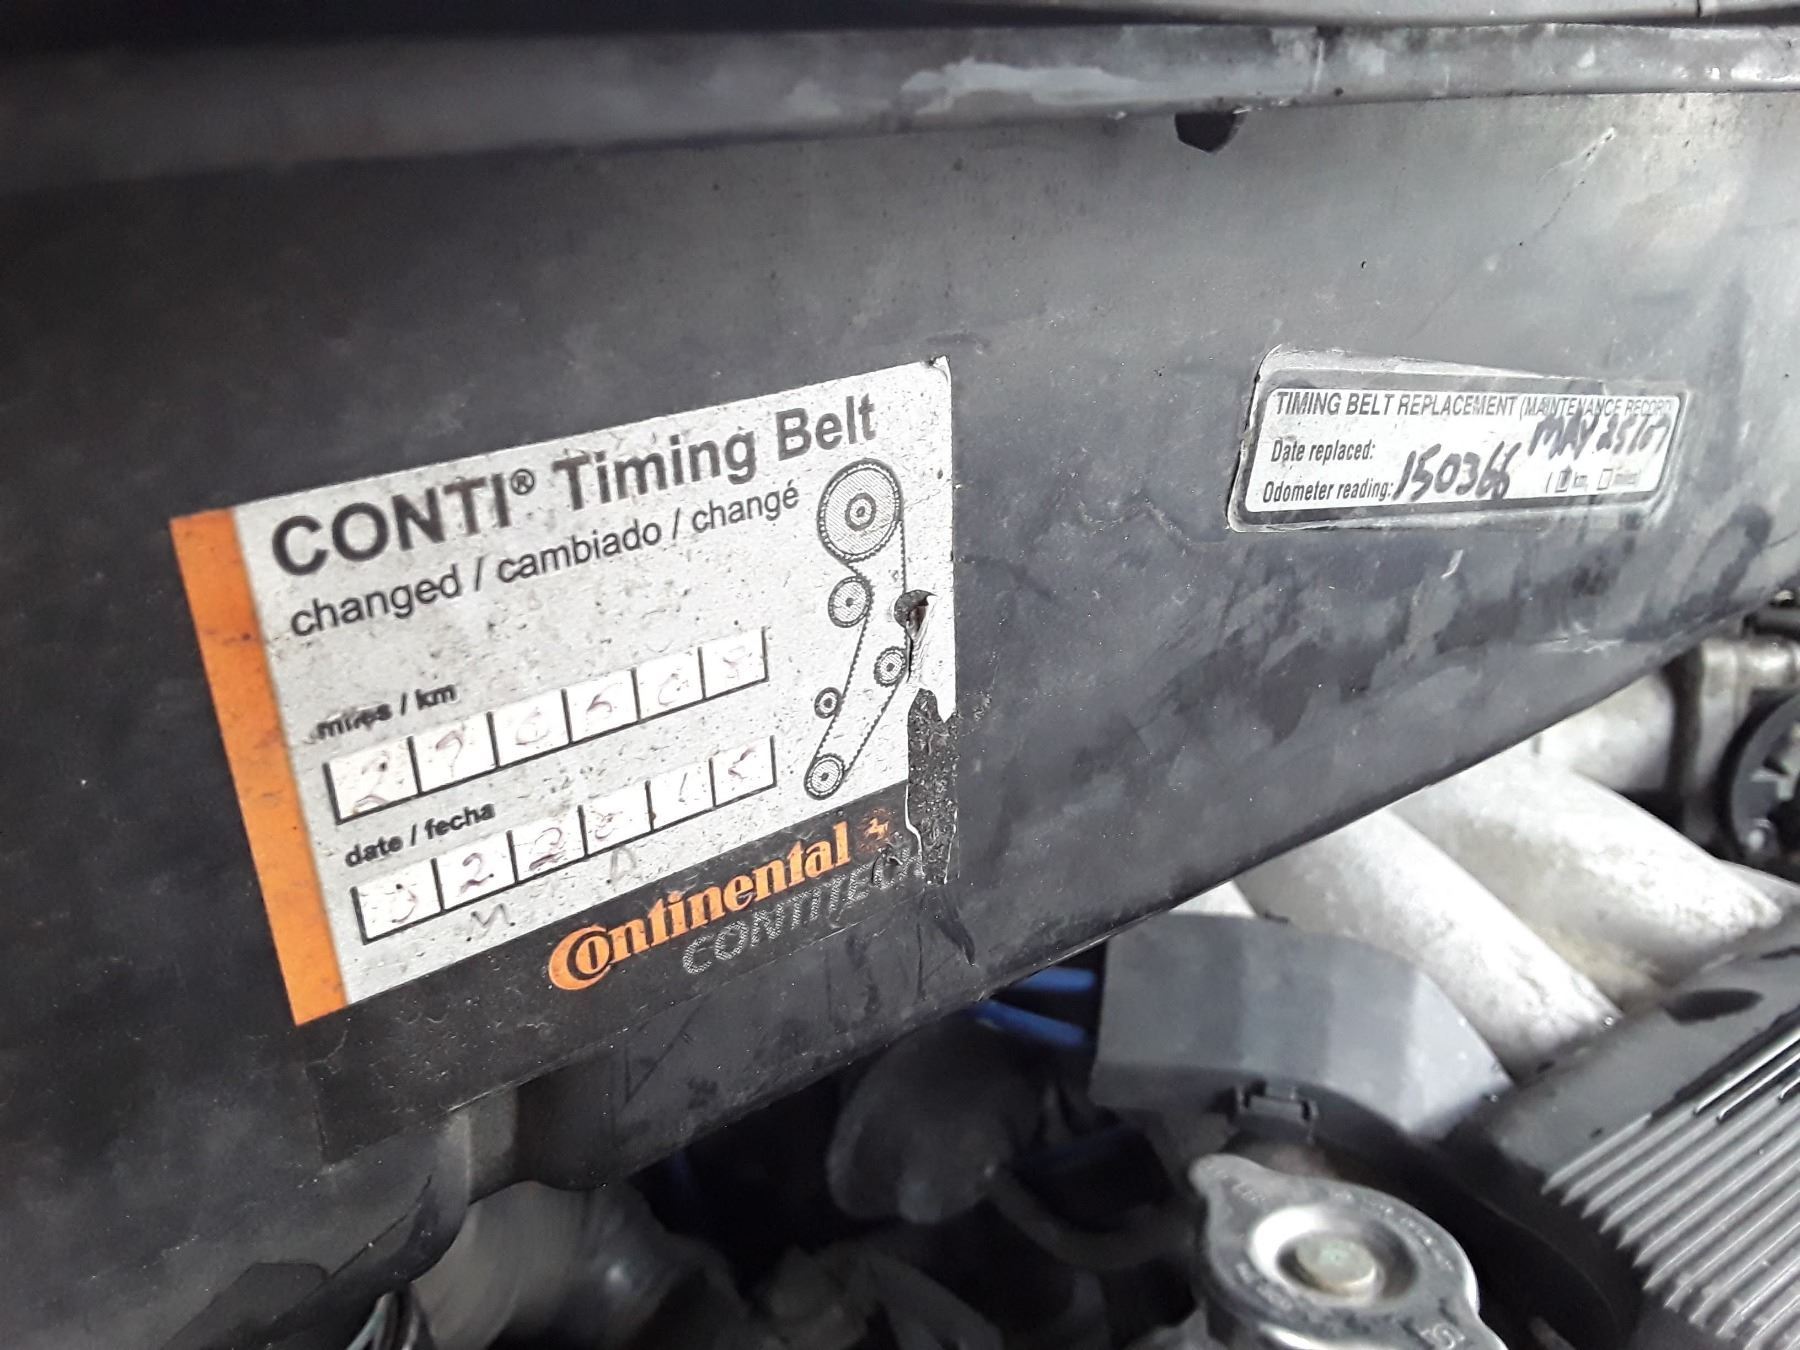 CONTI® Timing Belt
changed / cambiado / changé
miles / km
date / fecha
M D
Continental
CONTITECH
TIMING BELT REPLACEMENT (MAINTENANCE RECORD)
Date replaced: MAY 25
Odometer reading: 150366 ( km, miles)